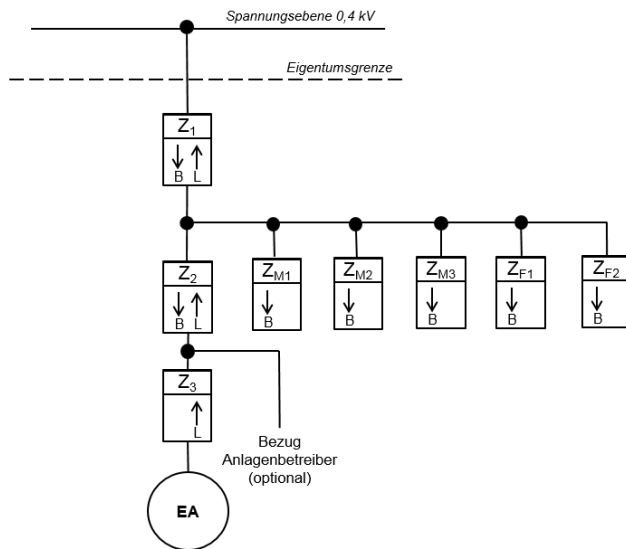 Spannungsebene 0,4 kV
Eigentumsgrenze
Z1
B L
Z2 ZM1 ZM2 ZM3 ZF1 ZF2
B L B B B B B
Z3
L
Bezug
Anlagenbetreiber
(optional)
EA